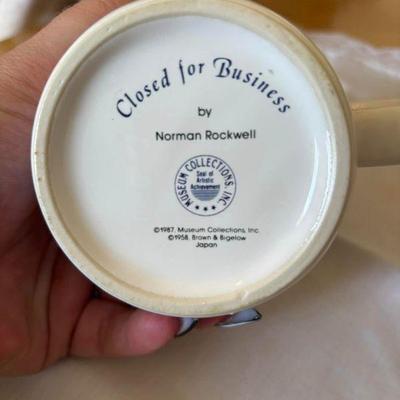 Closed for Business
by
Norman Rockwell
MUSEUM COLLECTIONS, INC.
Seal of
Artistic
Achievement
©1987, Museum Collections, Inc.
©1958, Brown & Bigelow
Japan